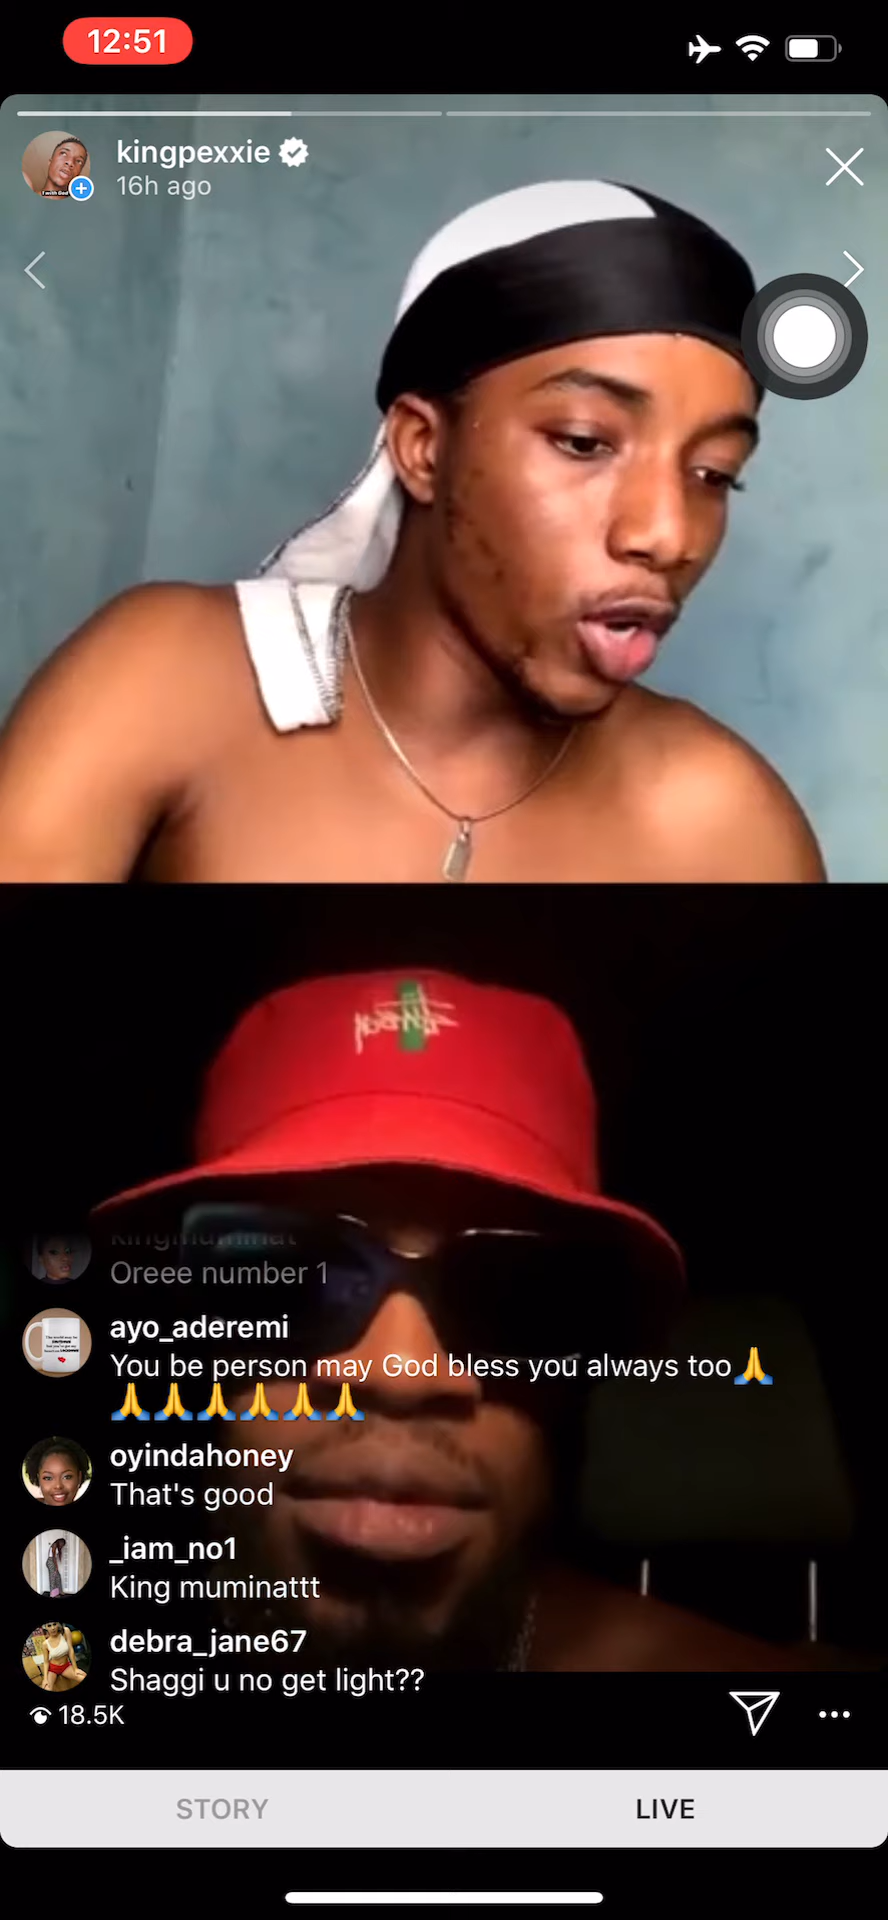 12:51
kingpexxie
16h ago
kingmuminat
Oreee number 1
ayo_aderemi
You be person may God bless you always too🙏
🙏🙏🙏🙏🙏🙏
oyindahoney
That's good
_iam_no1
King muminattt
debra_jane67
Shaggi u no get light??
18.5K
STORY
LIVE